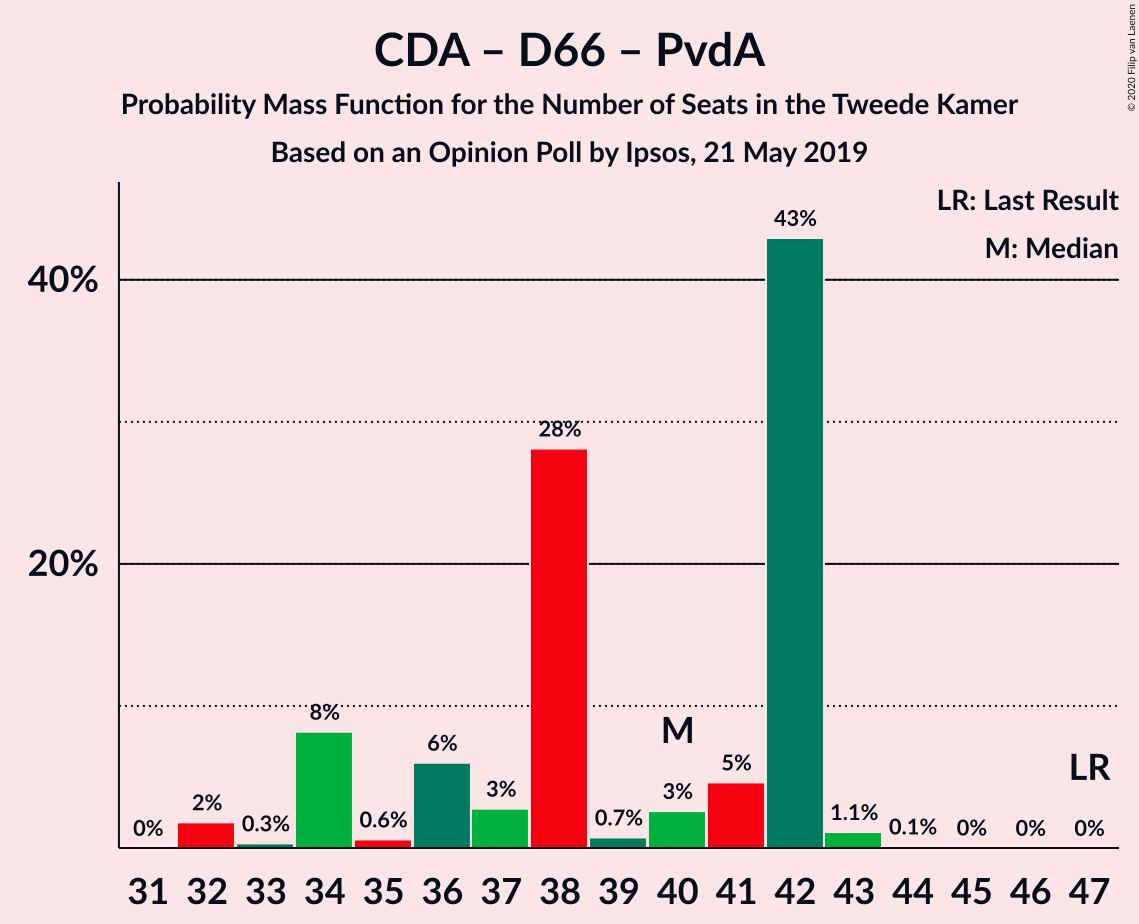 CDA – D66 – PvdA
Probability Mass Function for the Number of Seats in the Tweede Kamer
Based on an Opinion Poll by Ipsos, 21 May 2019
© 2020 Filip van Laenen
LR: Last Result
M: Median
40%
20%
0%
2%
0.3%
8%
0.6%
6%
3%
28%
0.7%
3%
M
5%
43%
1.1%
0.1%
0%
0%
0%
LR
31 32 33 34 35 36 37 38 39 40 41 42 43 44 45 46 47